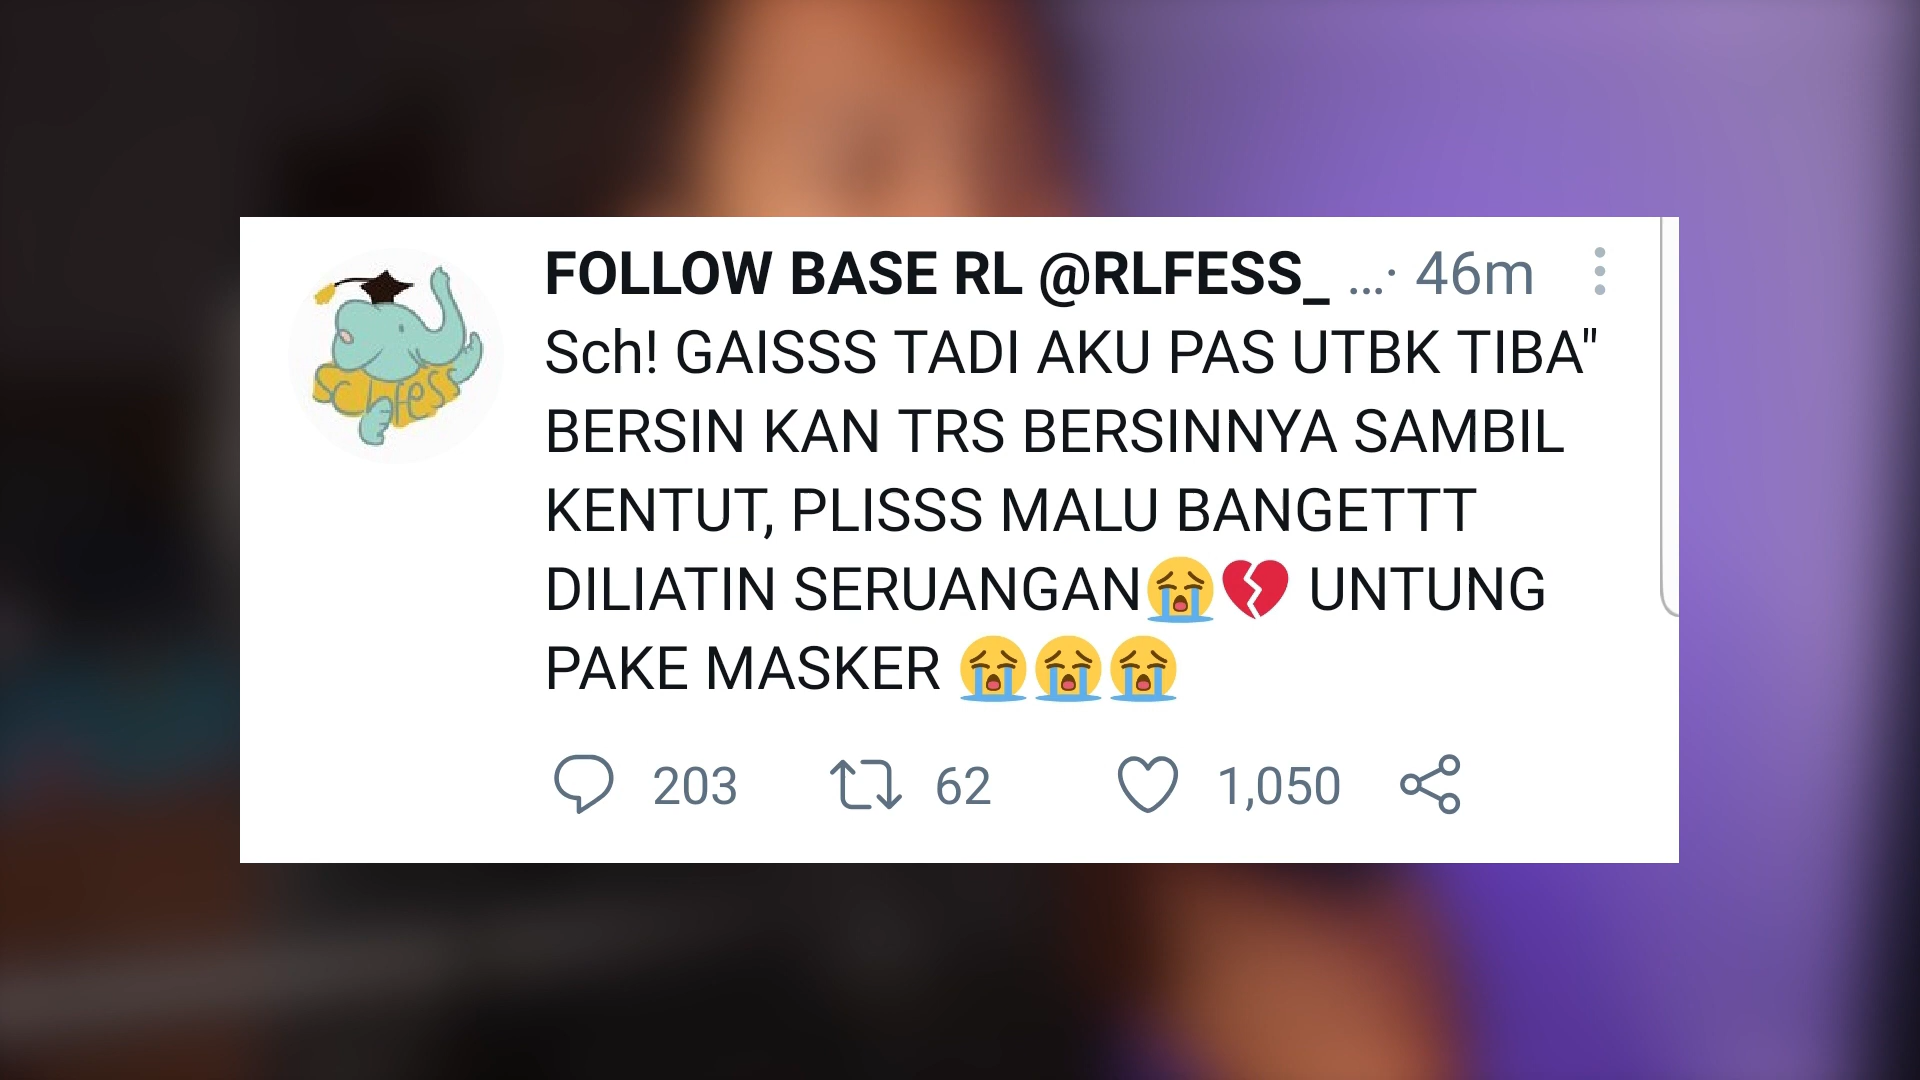 FOLLOW BASE RL @RLFESS_ ...· 46m
Sch! GAISSS TADI AKU PAS UTBK TIBA"
BERSIN KAN TRS BERSINNYA SAMBIL
KENTUT, PLISSS MALU BANGETTT
DILIATIN SERUANGAN😭💔 UNTUNG
PAKE MASKER 😭😭😭
203 62 1,050
schfess